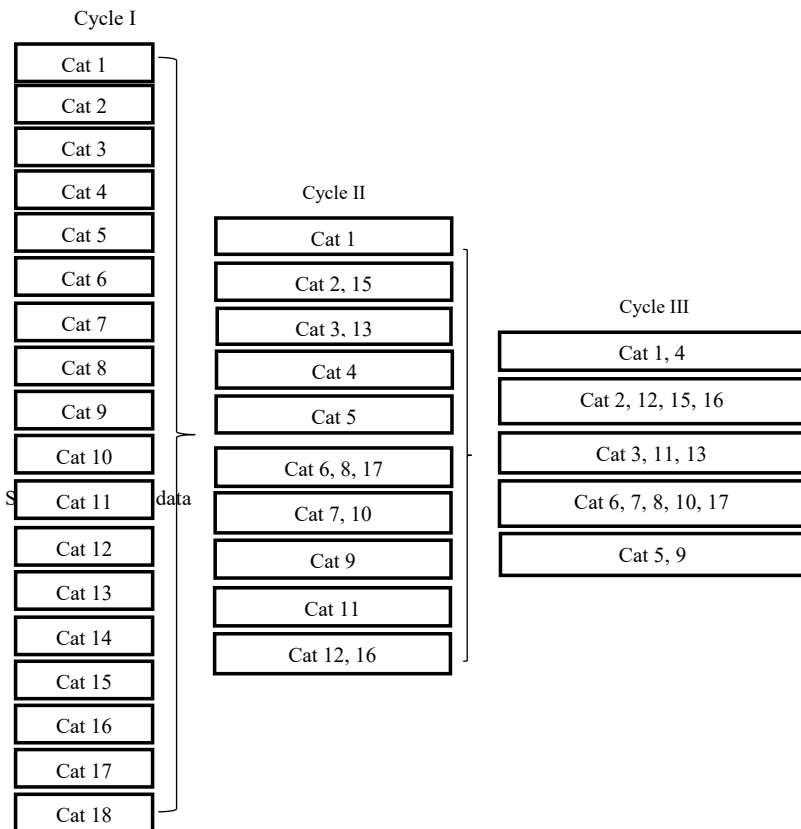 Cycle I
Cat 1
Cat 2
Cat 3
Cat 4
Cat 5
Cat 6
Cat 7
Cat 8
Cat 9
Cat 10
Cat 11
data
Cat 12
Cat 13
Cat 14
Cat 15
Cat 16
Cat 17
Cat 18
Cycle II
Cat 1
Cat 2, 15
Cat 3, 13
Cat 4
Cat 5
Cat 6, 8, 17
Cat 7, 10
Cat 9
Cat 11
Cat 12, 16
Cycle III
Cat 1, 4
Cat 2, 12, 15, 16
Cat 3, 11, 13
Cat 6, 7, 8, 10, 17
Cat 5, 9